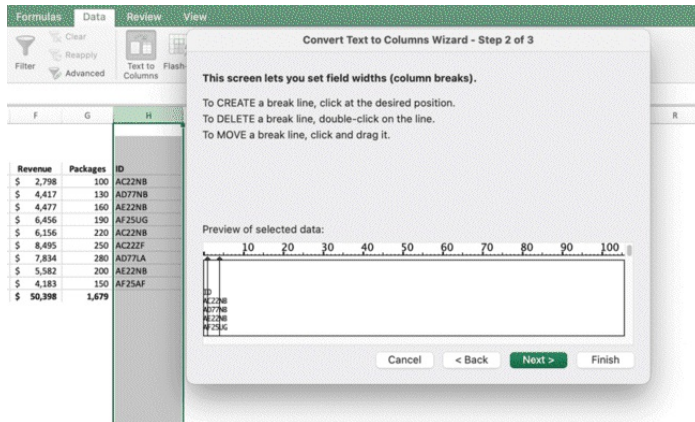 Formulas Data Review View
Clear
Reapply
Filter
Advanced
Text to Columns
Flash-
Convert Text to Columns Wizard - Step 2 of 3
This screen lets you set field widths (column breaks).
To CREATE a break line, click at the desired position.
To DELETE a break line, double-click on the line.
To MOVE a break line, click and drag it.
F G H R
Revenue Packages ID
$ 2,798 100 AC22NB
$ 4,417 130 AD77NB
$ 4,477 160 AE22NB
$ 6,456 190 AF25UG
$ 6,156 220 AC22NB
$ 8,495 250 AC22ZF
$ 7,834 280 AD77LA
$ 5,582 200 AE22NB
$ 4,183 150 AF25AF
$ 50,398 1,679
Preview of selected data:
10 20 30 40 50 60 70 80 90 100
ID
AC22NB
AD77NB
AE22NB
AF25UG
Cancel < Back Next > Finish